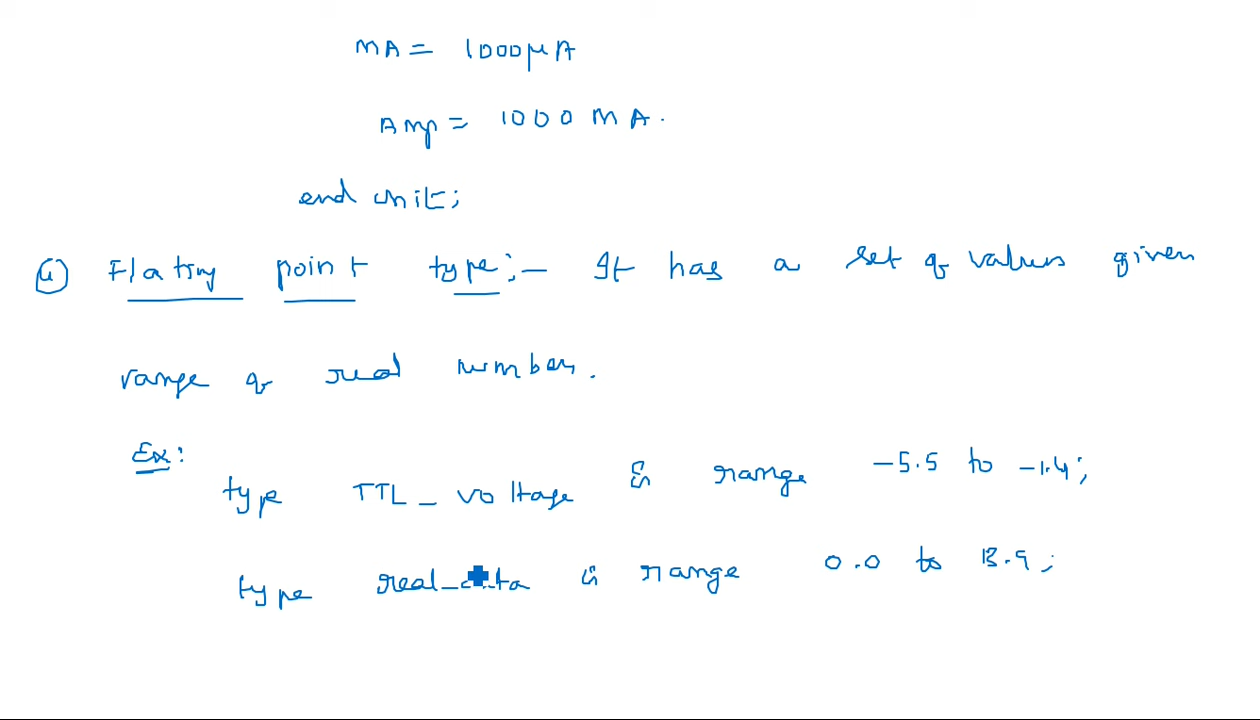 MA = 1000μA
Amp = 1000 MA.
end unit;
(4) Floating point type:- It has a set of values given
range of real number.
Ex:
type TTL_voltage is range -5.5 to -1.4;
type real_data is range 0.0 to 13.9;